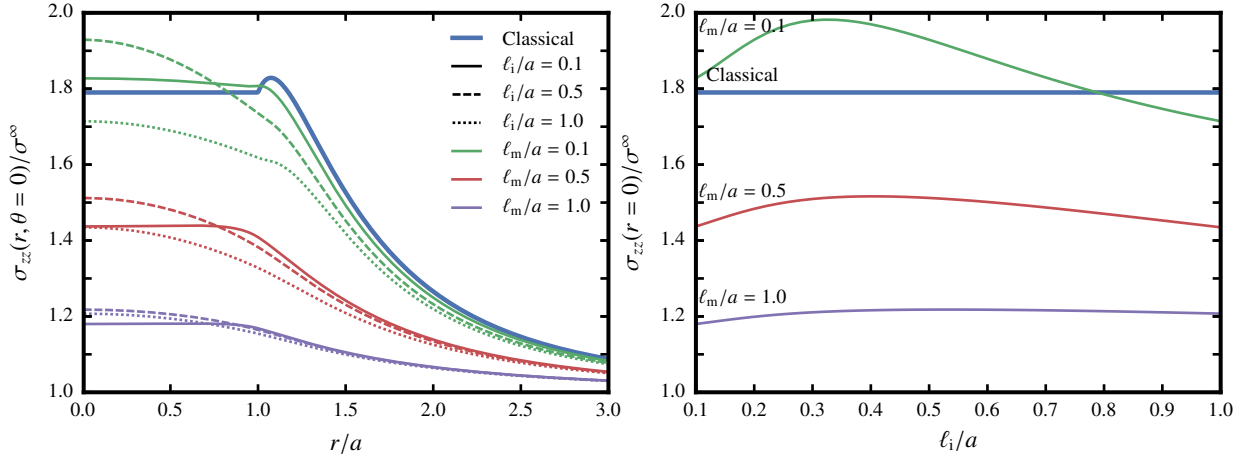 2.0
1.8
1.6
1.4
1.2
1.0
σzz(r, θ = 0)/σ∞
0.0 0.5 1.0 1.5 2.0 2.5 3.0
r/a
Classical
ℓi/a = 0.1
ℓi/a = 0.5
ℓi/a = 1.0
ℓm/a = 0.1
ℓm/a = 0.5
ℓm/a = 1.0
2.0
1.8
1.6
1.4
1.2
1.0
σzz(r = 0)/σ∞
ℓm/a = 0.1
Classical
ℓm/a = 0.5
ℓm/a = 1.0
0.1 0.2 0.3 0.4 0.5 0.6 0.7 0.8 0.9 1.0
ℓi/a